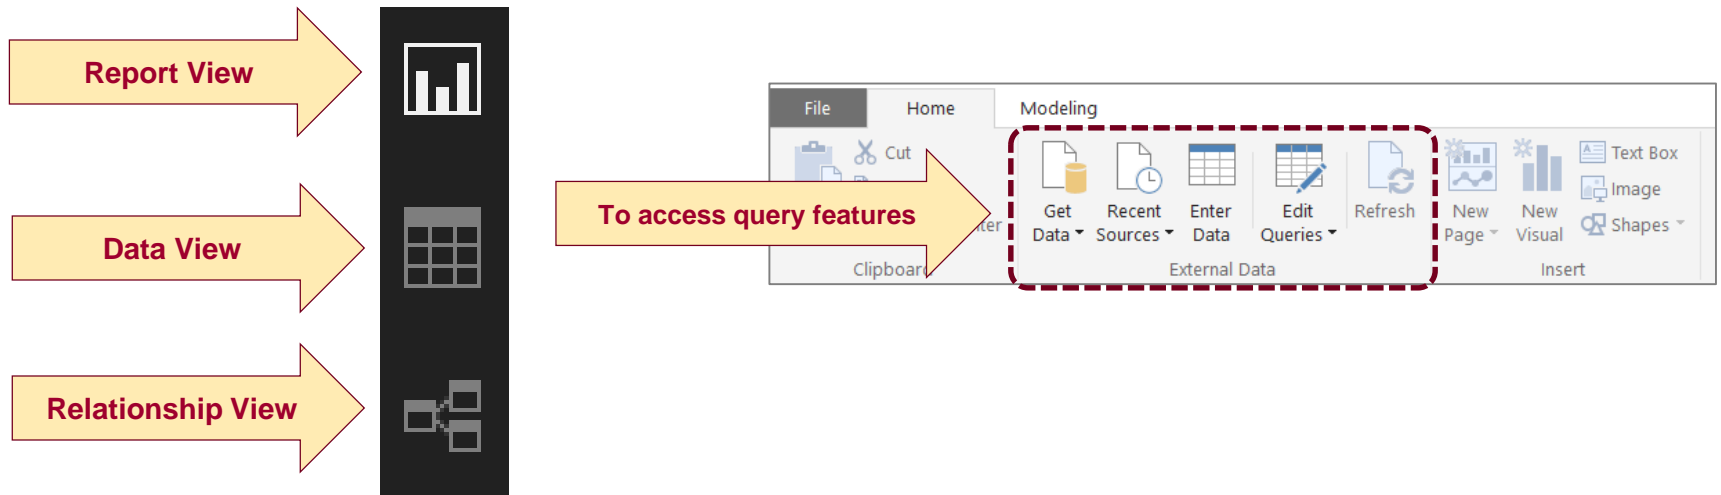 Report View
Data View
Relationship View
To access query features
File
Home
Modeling
Cut
Clipboard
Get
Data
Recent
Sources
Enter
Data
Edit
Queries
Refresh
External Data
New
Page
New
Visual
Text Box
Image
Shapes
Insert